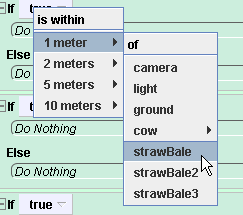 If true
is within
(Do
1 meter
of
Else
2 meters
camera
(Do
5 meters
light
10 meters
ground
If
cow
Do Nothing
strawBale
Else
strawBale2
Do Nothing
strawBale3
If true